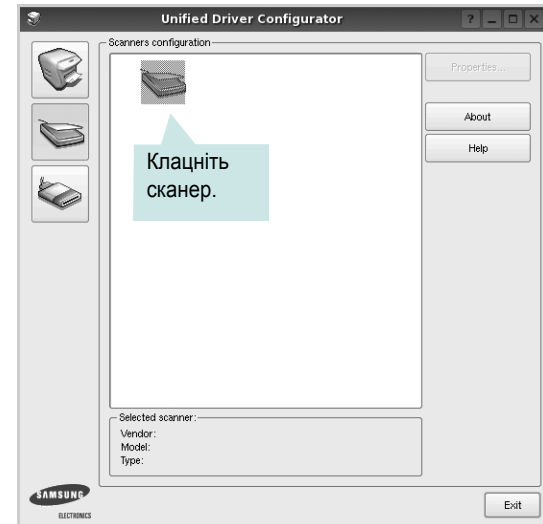 Unified Driver Configurator
Scanners configuration
Properties...
About
Help
Клацніть
сканер.
Selected scanner:
Vendor:
Model:
Type:
SAMSUNG
ELECTRONICS
Exit